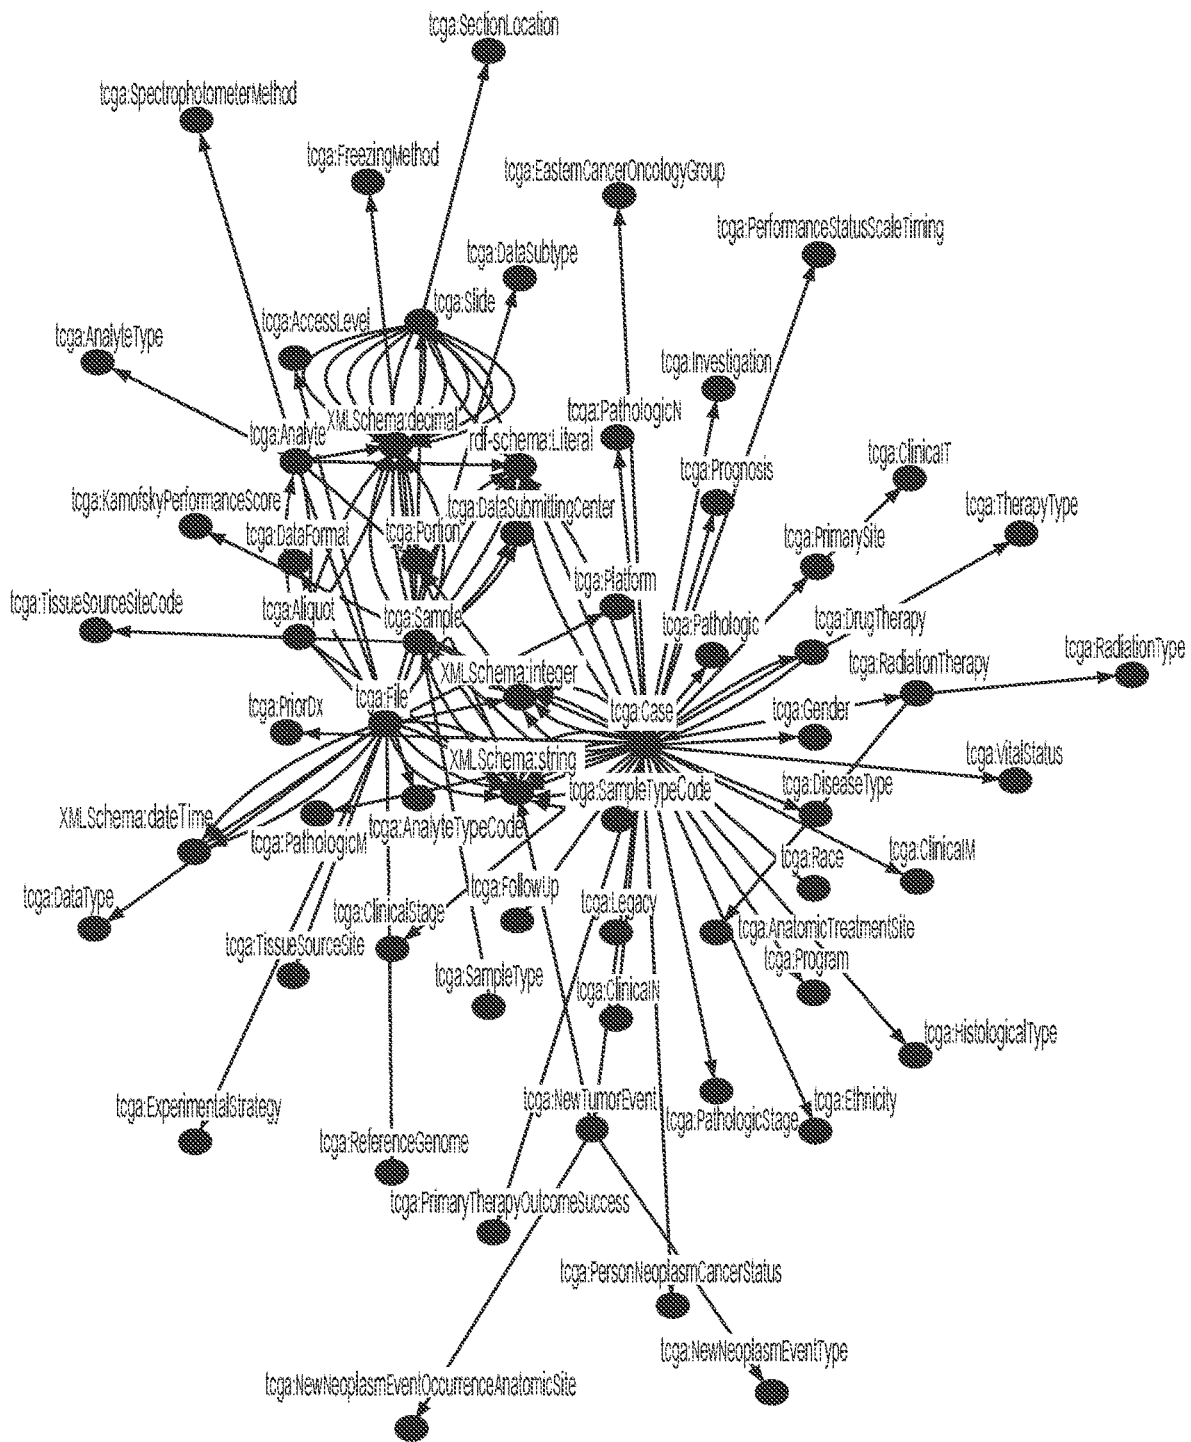 tcga:SectionLocation
tcga:SpectrophotometerMethod
tcga:FreezingMethod
tcga:EasternCancerOncologyGroup
tcga:PerformanceStatusScaleTiming
tcga:DataSubtype
tcga:Slide
tcga:AccessLevel
tcga:AnalyteType
tcga:Investigation
tcga:PathologicN
XMLSchema:decimal
tcga:Analyte
rdf-schema:Literal
tcga:ClinicalT
tcga:Prognosis
tcga:KarnofskyPerformanceScore
tcga:DataSubmittingCenter
tcga:TherapyType
tcga:DataFormat
tcga:Portion
tcga:PrimarySite
tcga:Platform
tcga:TissueSourceSiteCode
tcga:Aliquot
tcga:Sample
tcga:Pathologic
tcga:DrugTherapy
tcga:RadiationType
tcga:RadiationTherapy
XMLSchema:integer
tcga:File
tcga:PriorDx
tcga:Case
tcga:Gender
XMLSchema:string
tcga:VitalStatus
tcga:SampleTypeCode
tcga:DiseaseType
XMLSchema:dateTime
tcga:PathologicM
tcga:AnalyteTypeCode
tcga:Race
tcga:ClinicalM
tcga:DataType
tcga:FollowUp
tcga:Legacy
tcga:ClinicalStage
tcga:AnatomicTreatmentSite
tcga:TissueSourceSite
tcga:Program
tcga:SampleType
tcga:ClinicalN
tcga:HistologicalType
tcga:ExperimentalStrategy
tcga:NewTumorEvent
tcga:Ethnicity
tcga:PathologicStage
tcga:ReferenceGenome
tcga:PrimaryTherapyOutcomeSuccess
tcga:PersonNeoplasmCancerStatus
tcga:NewNeoplasmEventType
tcga:NewNeoplasmEventOccurrenceAnatomicSite